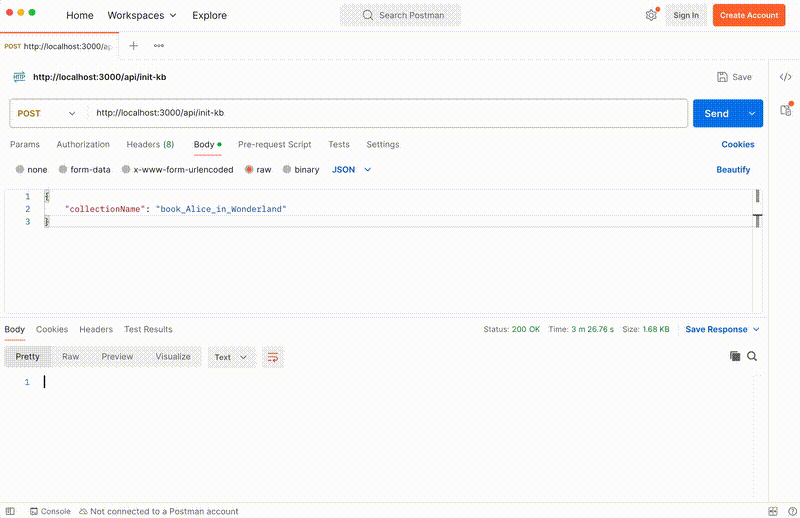 Home Workspaces Explore Search Postman Sign In Create Account
POST http://localhost:3000/ap
HTTP http://localhost:3000/api/init-kb Save
POST http://localhost:3000/api/init-kb Send
Params Authorization Headers (8) Body Pre-request Script Tests Settings Cookies
none form-data x-www-form-urlencoded raw binary JSON Beautify
1 {
2 "collectionName": "book_Alice_in_Wonderland"
3 }
Body Cookies Headers Test Results Status: 200 OK Time: 3 m 26.76 s Size: 1.68 KB Save Response
Pretty Raw Preview Visualize Text
1
Console Not connected to a Postman account